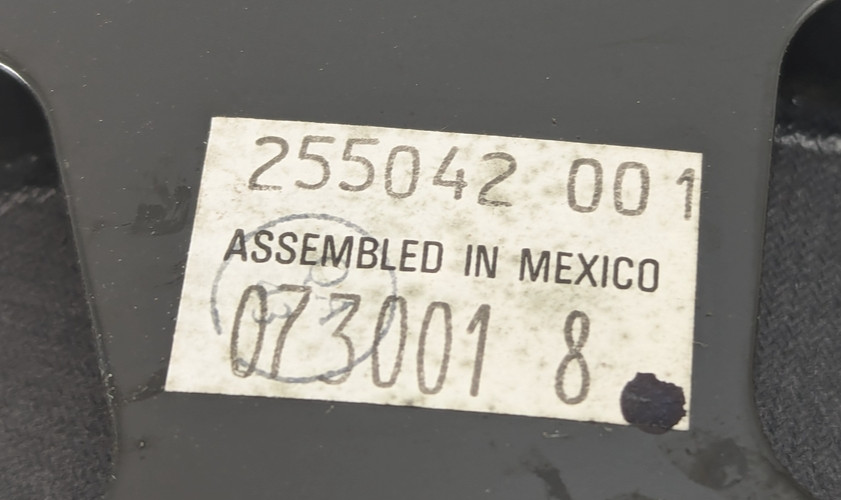 255042 001
ASSEMBLED IN MEXICO
073001 8